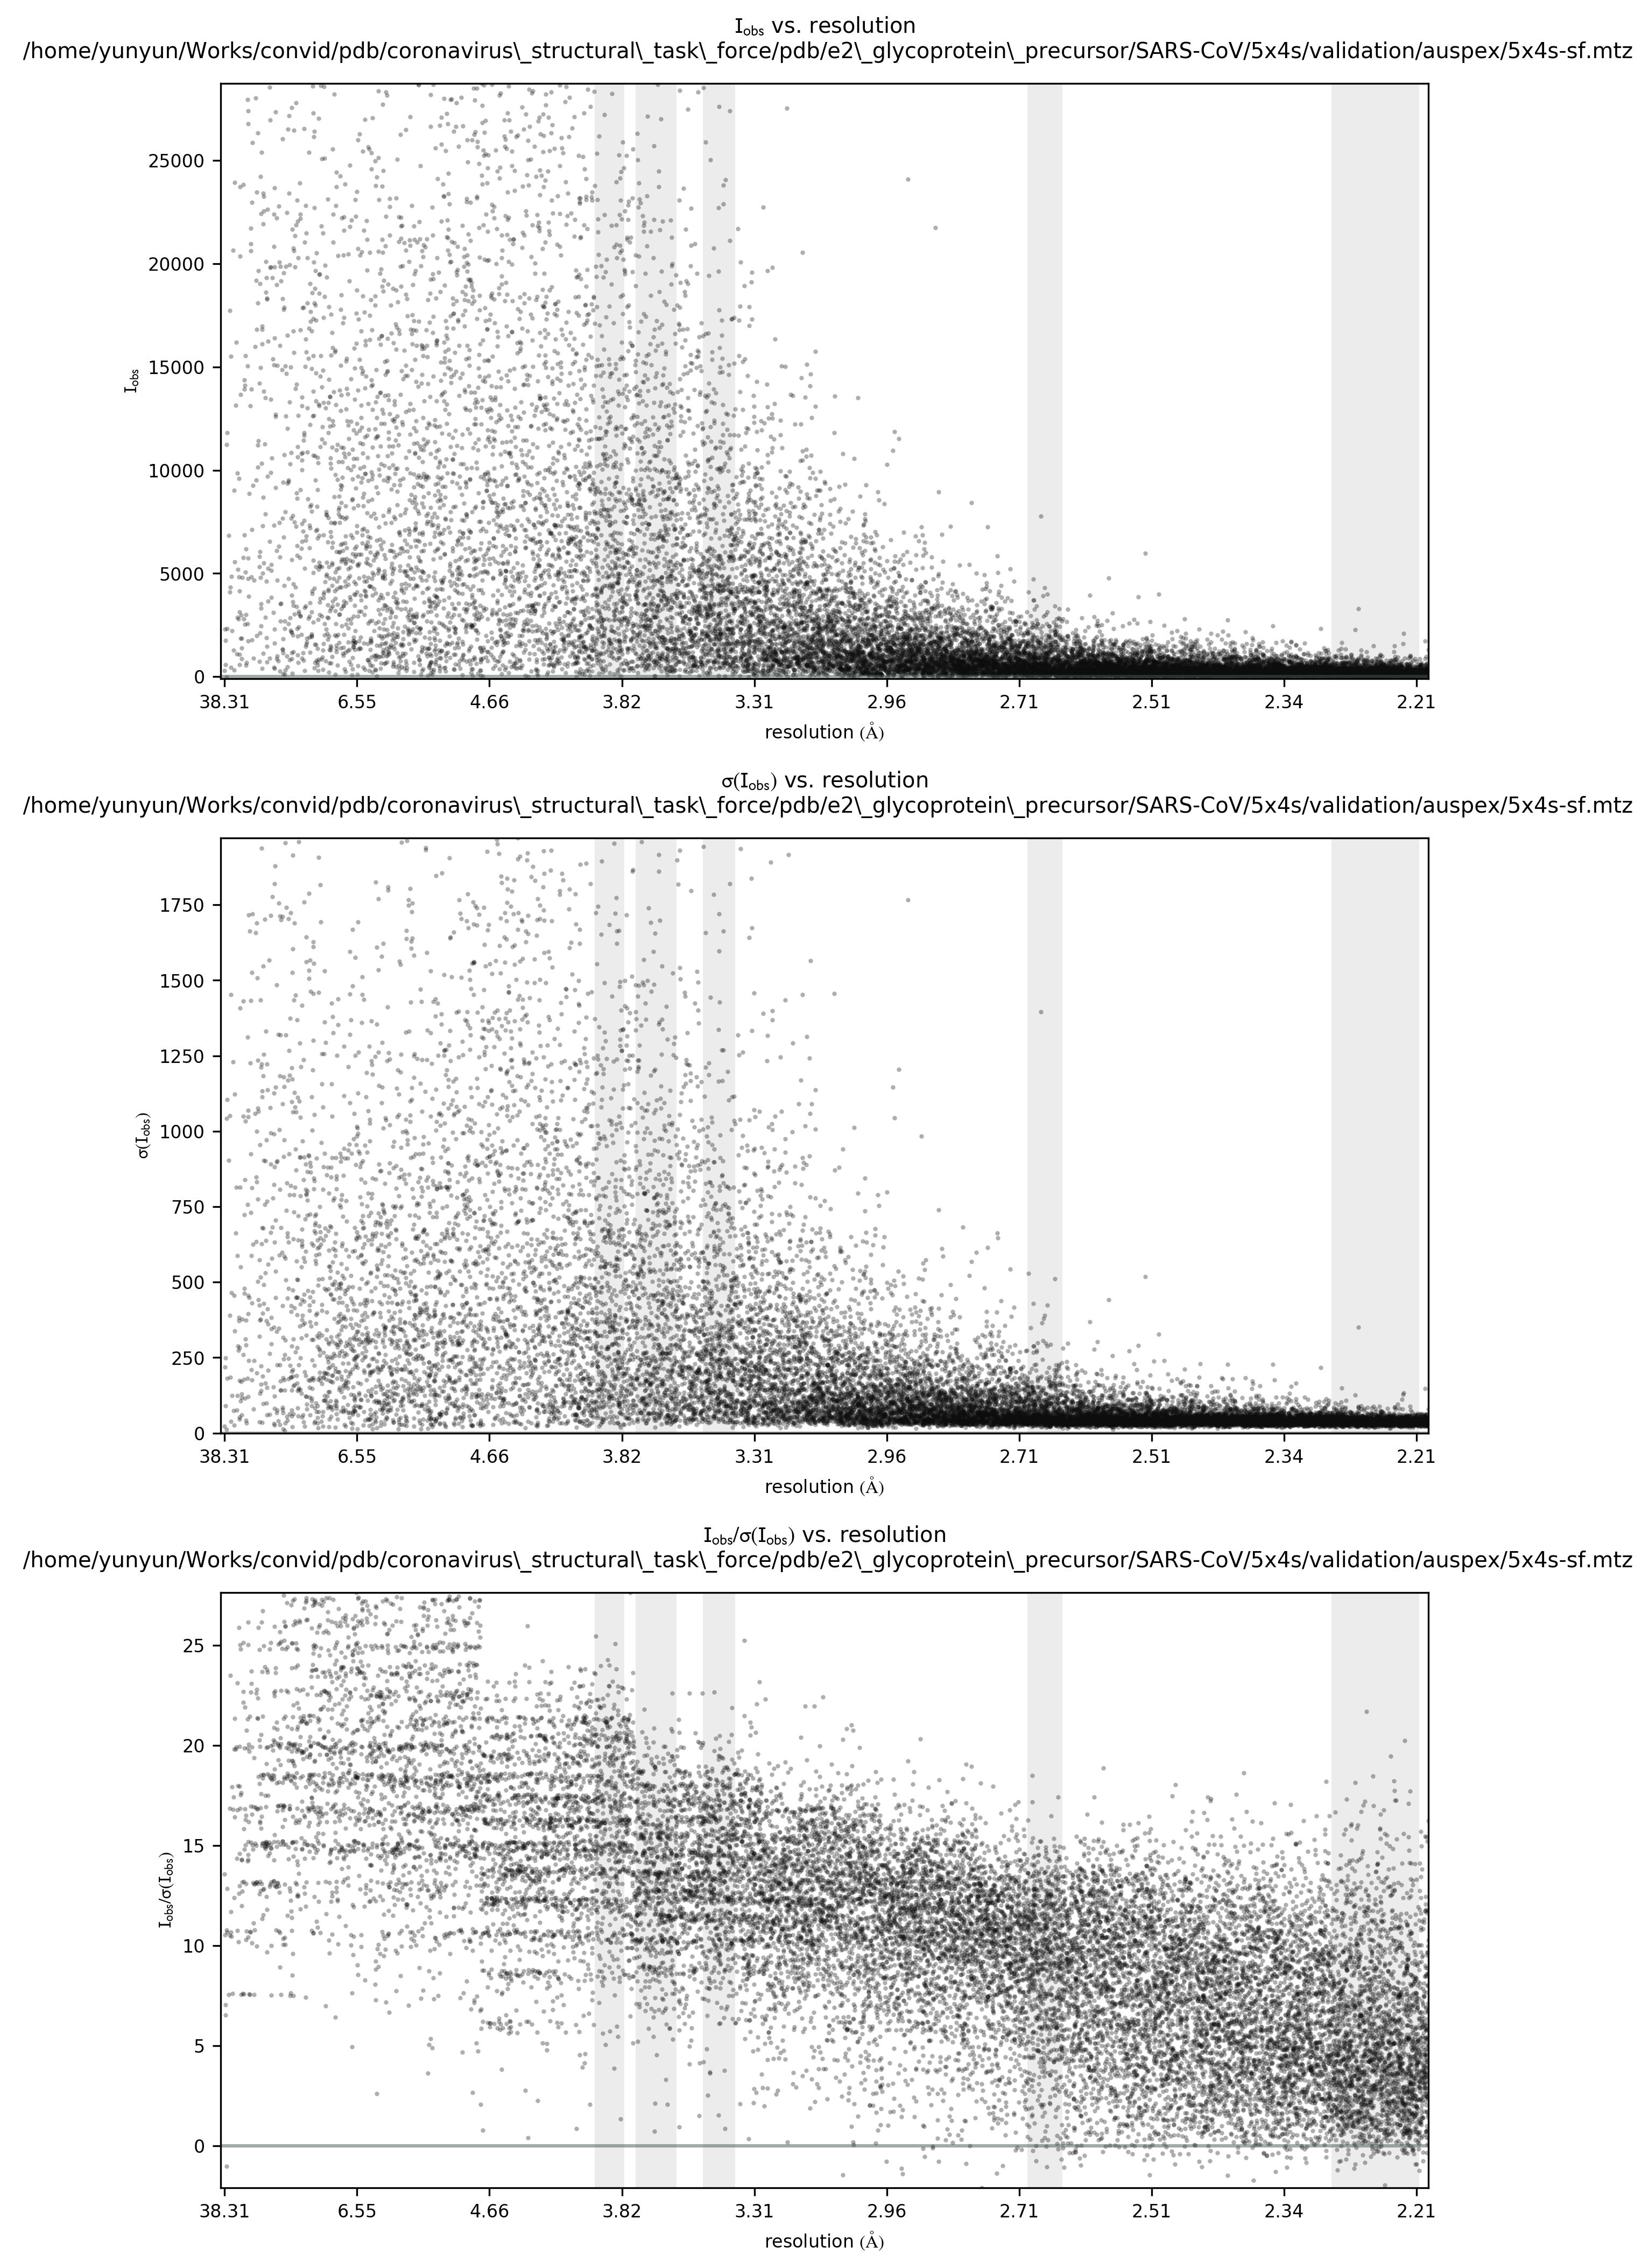 I_obs vs. resolution
/home/yunyun/Works/convid/pdb/coronavirus\_structural\_task\_force/pdb/e2\_glycoprotein\_precursor/SARS-CoV/5x4s/validation/auspex/5x4s-sf.mtz
25000
20000
15000
10000
5000
0
I_obs
38.31 6.55 4.66 3.82 3.31 2.96 2.71 2.51 2.34 2.21
resolution (Å)
σ(I_obs) vs. resolution
/home/yunyun/Works/convid/pdb/coronavirus\_structural\_task\_force/pdb/e2\_glycoprotein\_precursor/SARS-CoV/5x4s/validation/auspex/5x4s-sf.mtz
1750
1500
1250
1000
750
500
250
0
σ(I_obs)
38.31 6.55 4.66 3.82 3.31 2.96 2.71 2.51 2.34 2.21
resolution (Å)
I_obs/σ(I_obs) vs. resolution
/home/yunyun/Works/convid/pdb/coronavirus\_structural\_task\_force/pdb/e2\_glycoprotein\_precursor/SARS-CoV/5x4s/validation/auspex/5x4s-sf.mtz
25
20
15
10
5
0
I_obs/σ(I_obs)
38.31 6.55 4.66 3.82 3.31 2.96 2.71 2.51 2.34 2.21
resolution (Å)